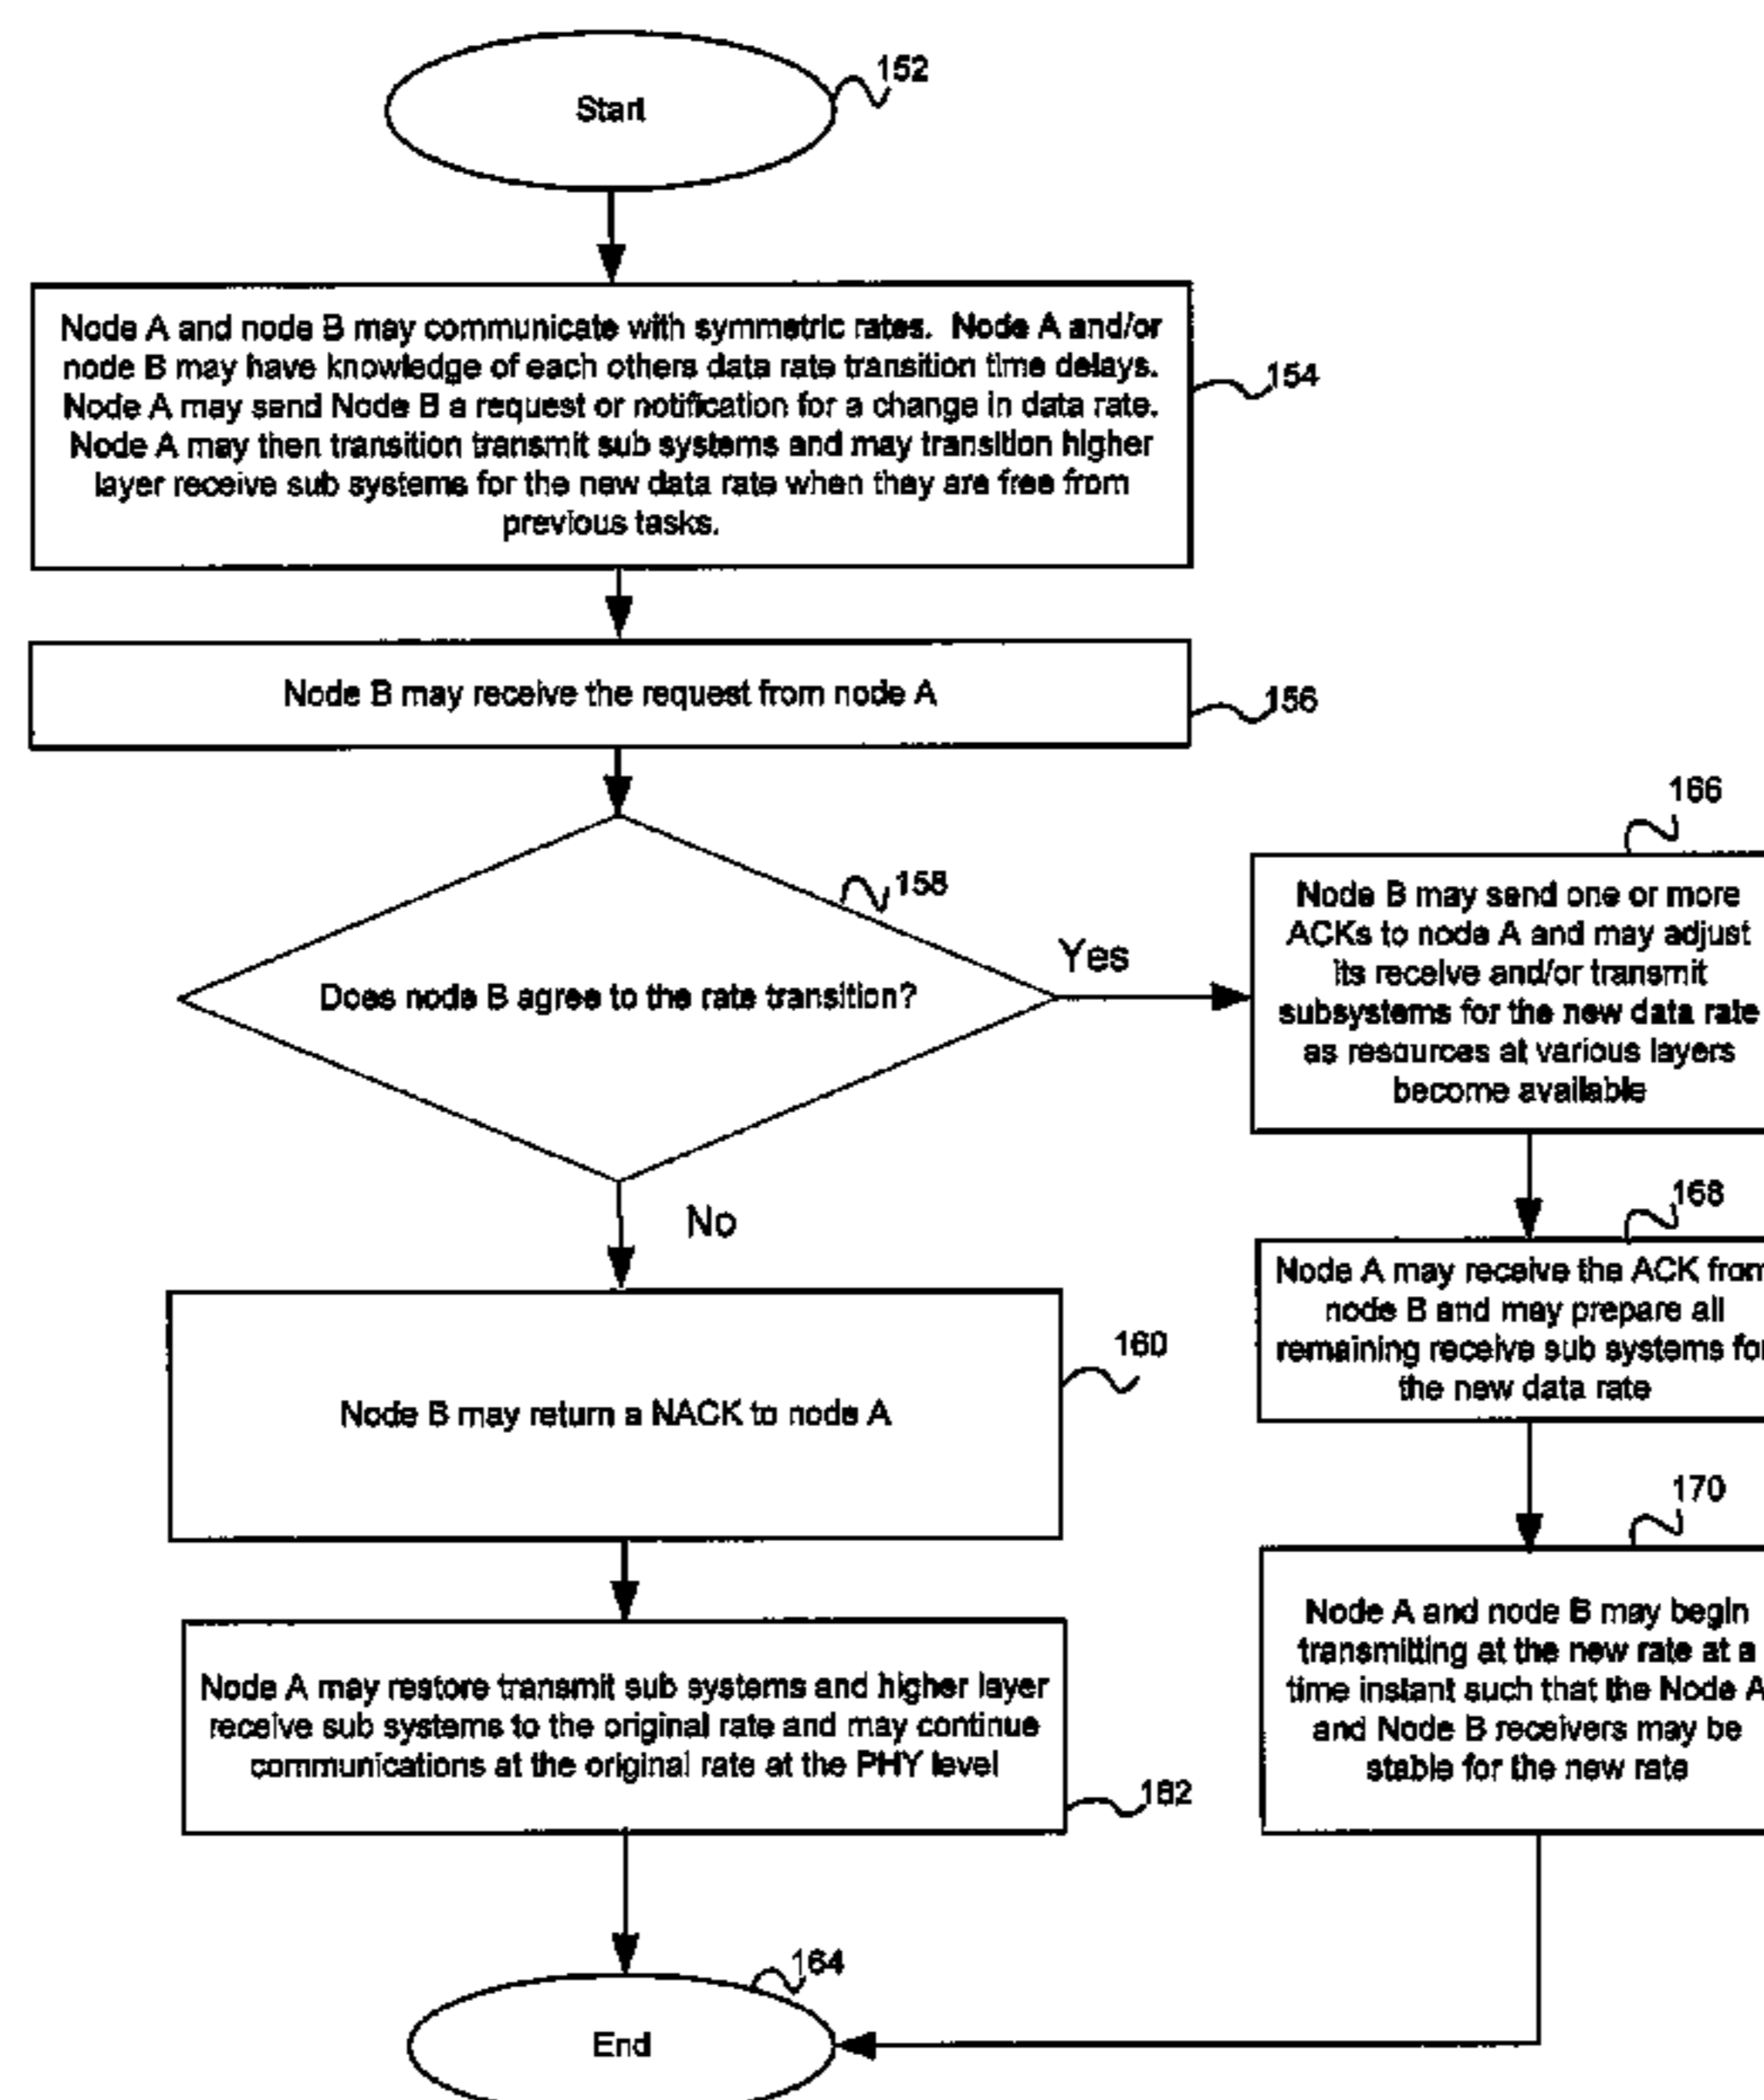 152
Start
Node A and node B may communicate with symmetric rates. Node A and/or
node B may have knowledge of each others data rate transition time delays.
Node A may send Node B a request or notification for a change in data rate.
Node A may then transition transmit sub systems and may transition higher
layer receive sub systems for the new data rate when they are free from
previous tasks.
154
Node B may receive the request from node A
156
158
Does node B agree to the rate transition?
Yes
No
166
Node B may send one or more
ACKs to node A and may adjust
its receive and/or transmit
subsystems for the new data rate
as resources at various layers
become available
168
Node A may receive the ACK from
node B and may prepare all
remaining receive sub systems for
the new data rate
160
Node B may return a NACK to node A
170
Node A and node B may begin
transmitting at the new rate at a
time instant such that the Node A
and Node B receivers may be
stable for the new rate
Node A may restore transmit sub systems and higher layer
receive sub systems to the original rate and may continue
communications at the original rate at the PHY level
162
164
End